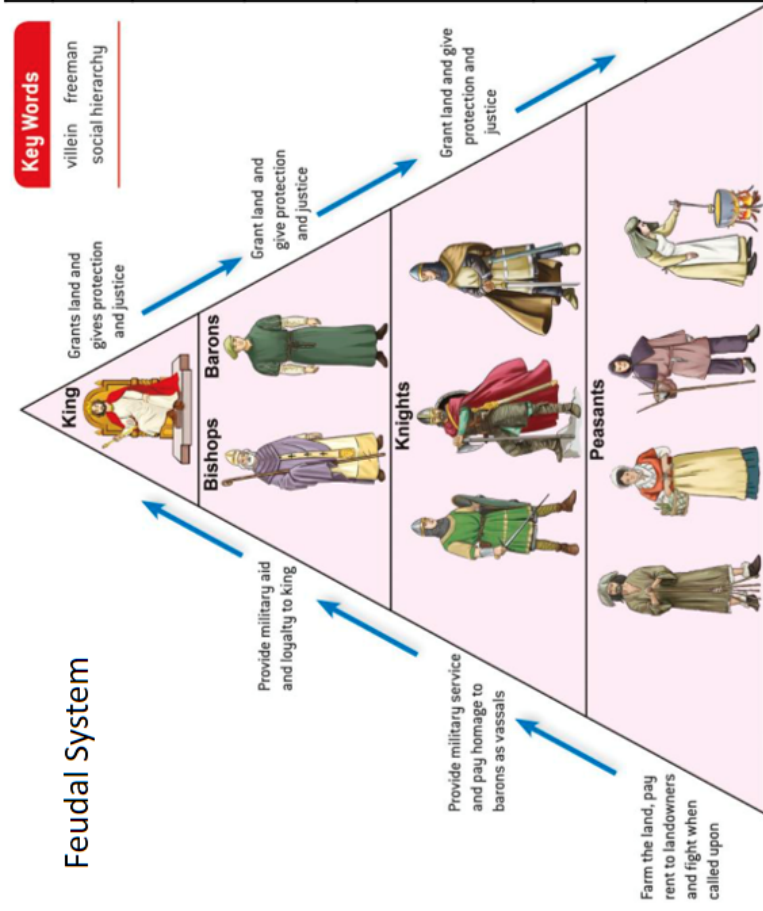 Feudal System
Key Words
villein freeman
social hierarchy
King
Grants land and
gives protection
and justice
Bishops
Barons
Provide military aid
and loyalty to king
Grant land and
give protection
and justice
Knights
Provide military service
and pay homage to
barons as vassals
Grant land and give
protection and
justice
Peasants
Farm the land, pay
rent to landowners
and fight when
called upon